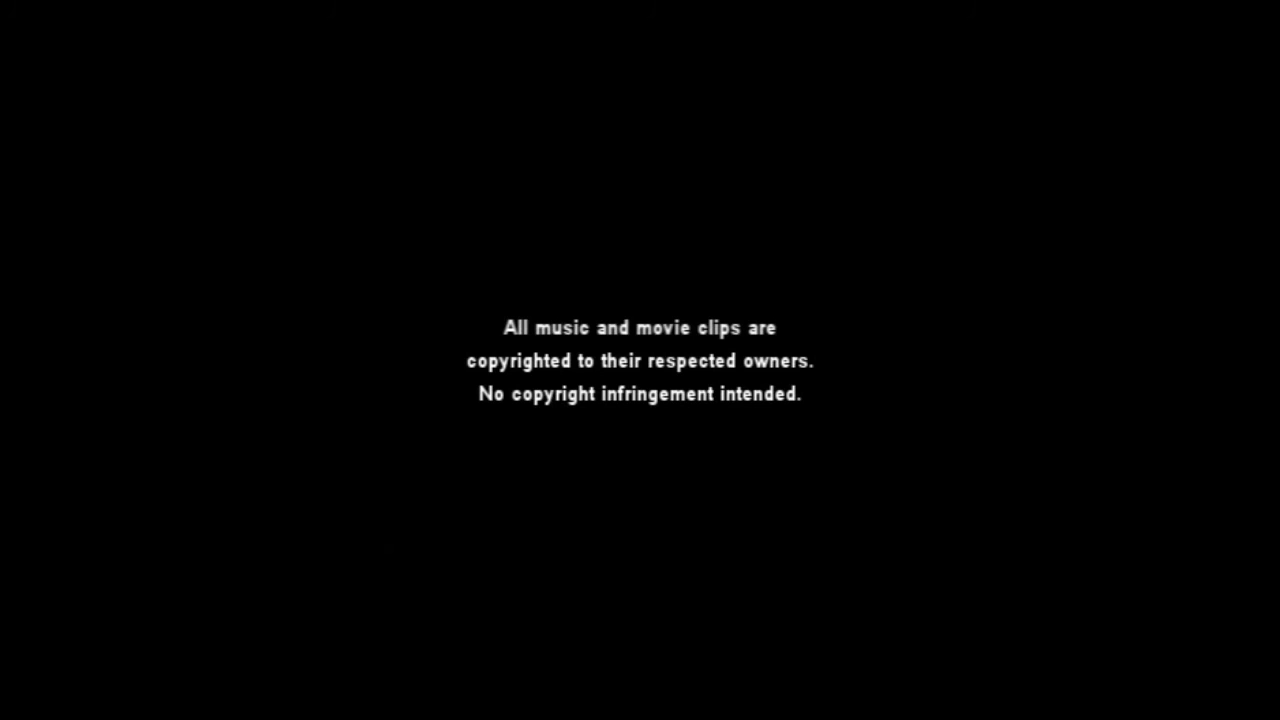 All music and movie clips are
copyrighted to their respected owners.
No copyright infringement intended.